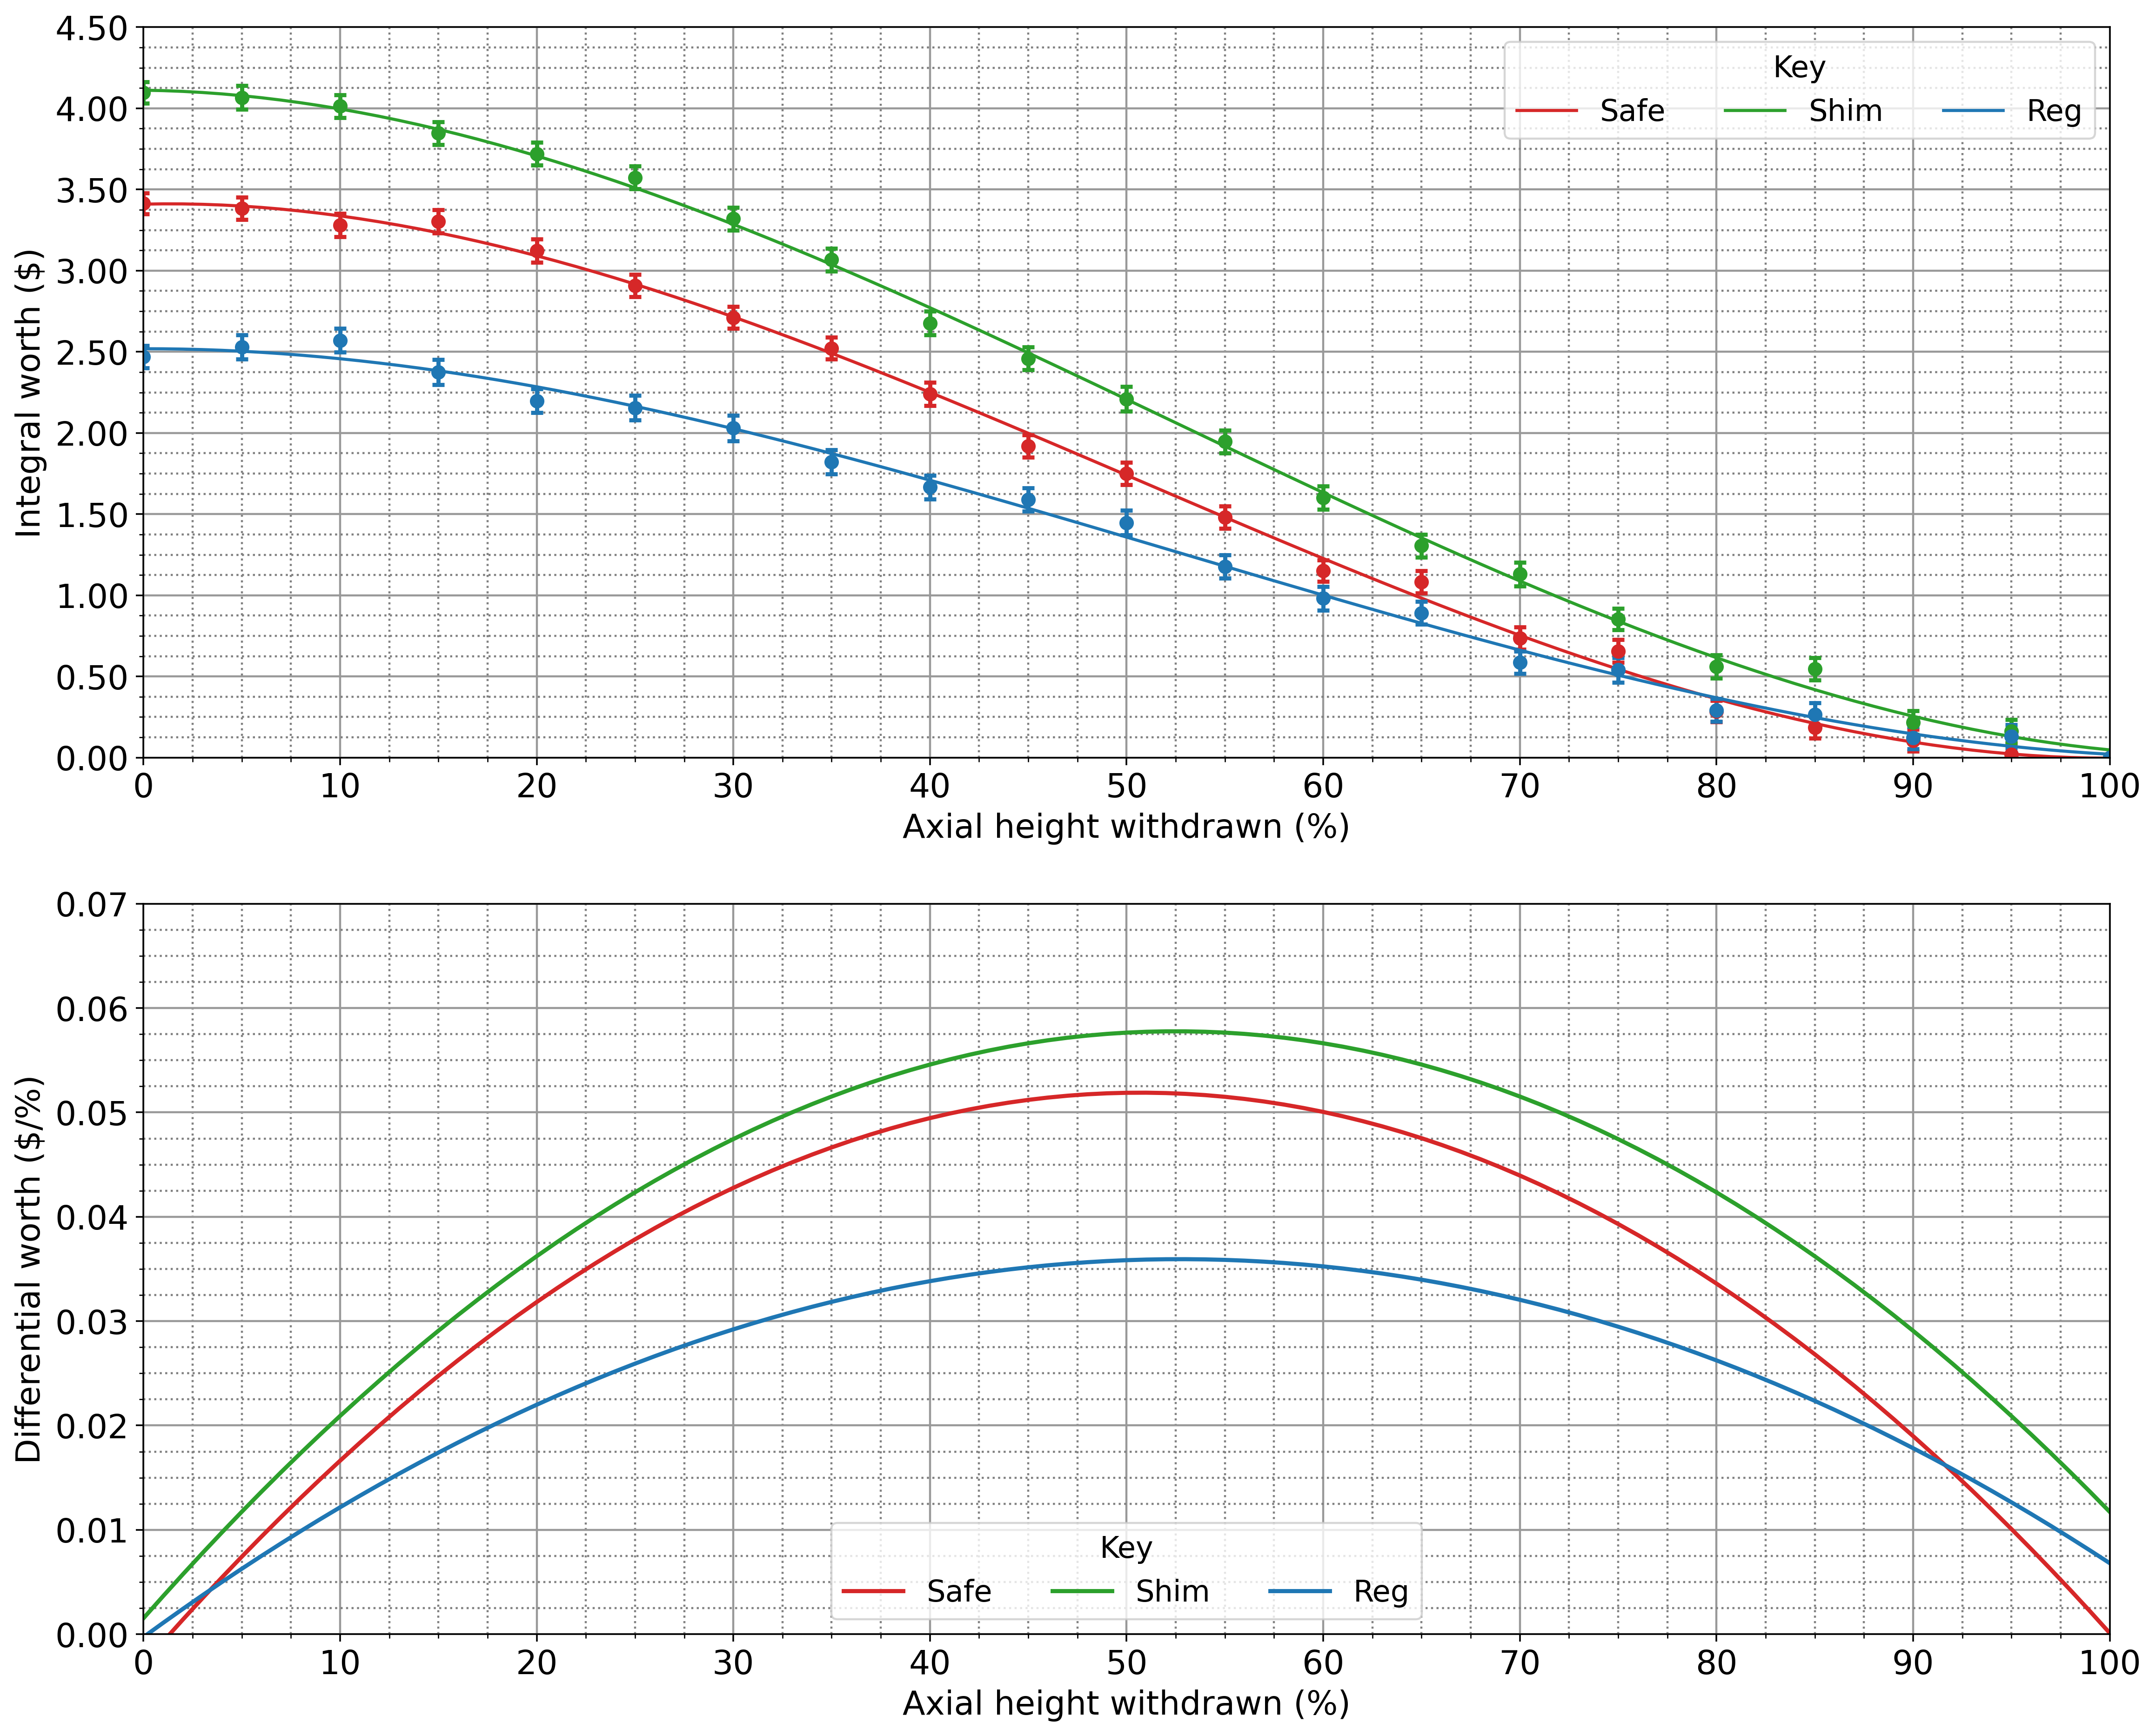 4.50
4.00
3.50
3.00
2.50
2.00
1.50
1.00
0.50
0.00
Integral worth ($)
Key
Safe Shim Reg
0 10 20 30 40 50 60 70 80 90 100
Axial height withdrawn (%)
0.07
0.06
0.05
0.04
0.03
0.02
0.01
0.00
Differential worth ($/%)
Key
Safe Shim Reg
0 10 20 30 40 50 60 70 80 90 100
Axial height withdrawn (%)